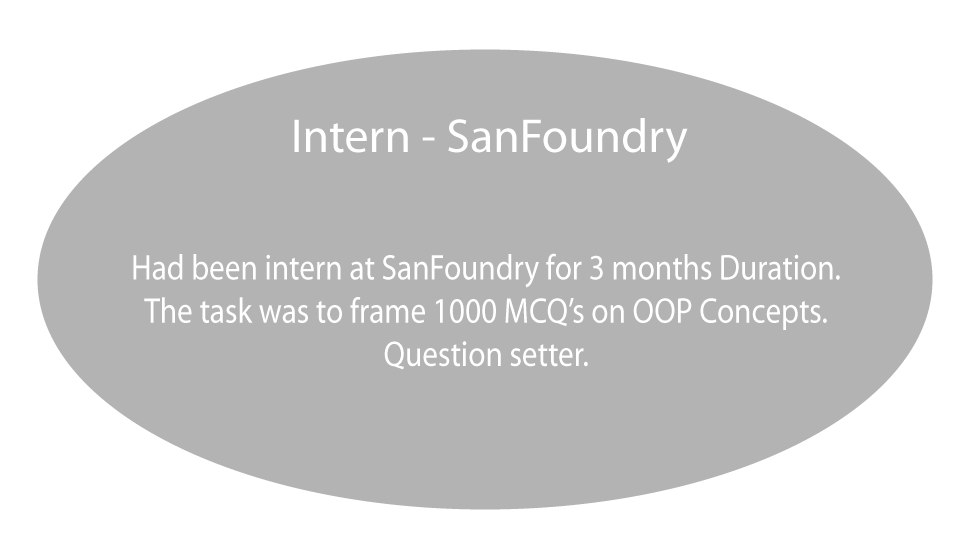 Intern - SanFoundry
Had been intern at SanFoundry for 3 months Duration.
The task was to frame 1000 MCQ’s on OOP Concepts.
Question setter.